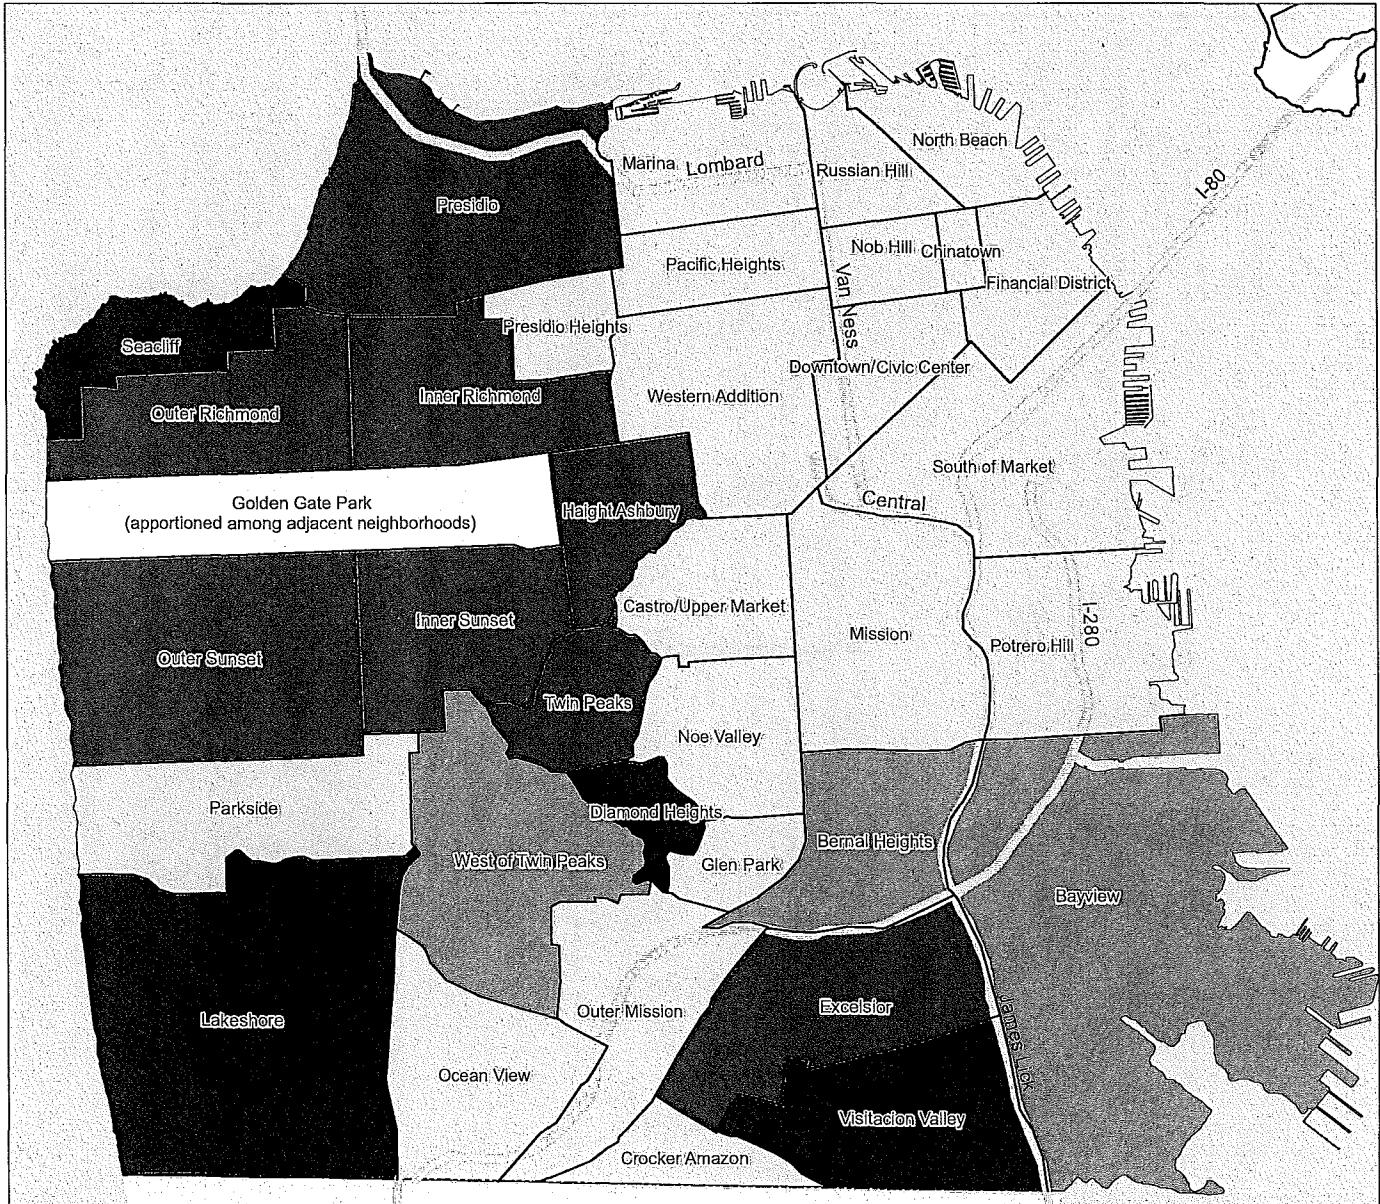 North Beach
Marina
Lombard
Russian Hill
I-80
Presidio
Nob Hill
Chinatown
Pacific Heights
Financial District
Van Ness
Presidio Heights
Seacliff
Downtown/Civic Center
Inner Richmond
Western Addition
Outer Richmond
South of Market
Central
Golden Gate Park
(apportioned among adjacent neighborhoods)
Haight Ashbury
Castro/Upper Market
Inner Sunset
Mission
I-280
Potrero Hill
Outer Sunset
Twin Peaks
Noe Valley
Parkside
Diamond Heights
Bernal Heights
West of Twin Peaks
Glen Park
Bayview
Excelsior
Outer Mission
Lakeshore
James Lick
Ocean View
Visitacion Valley
Crocker Amazon